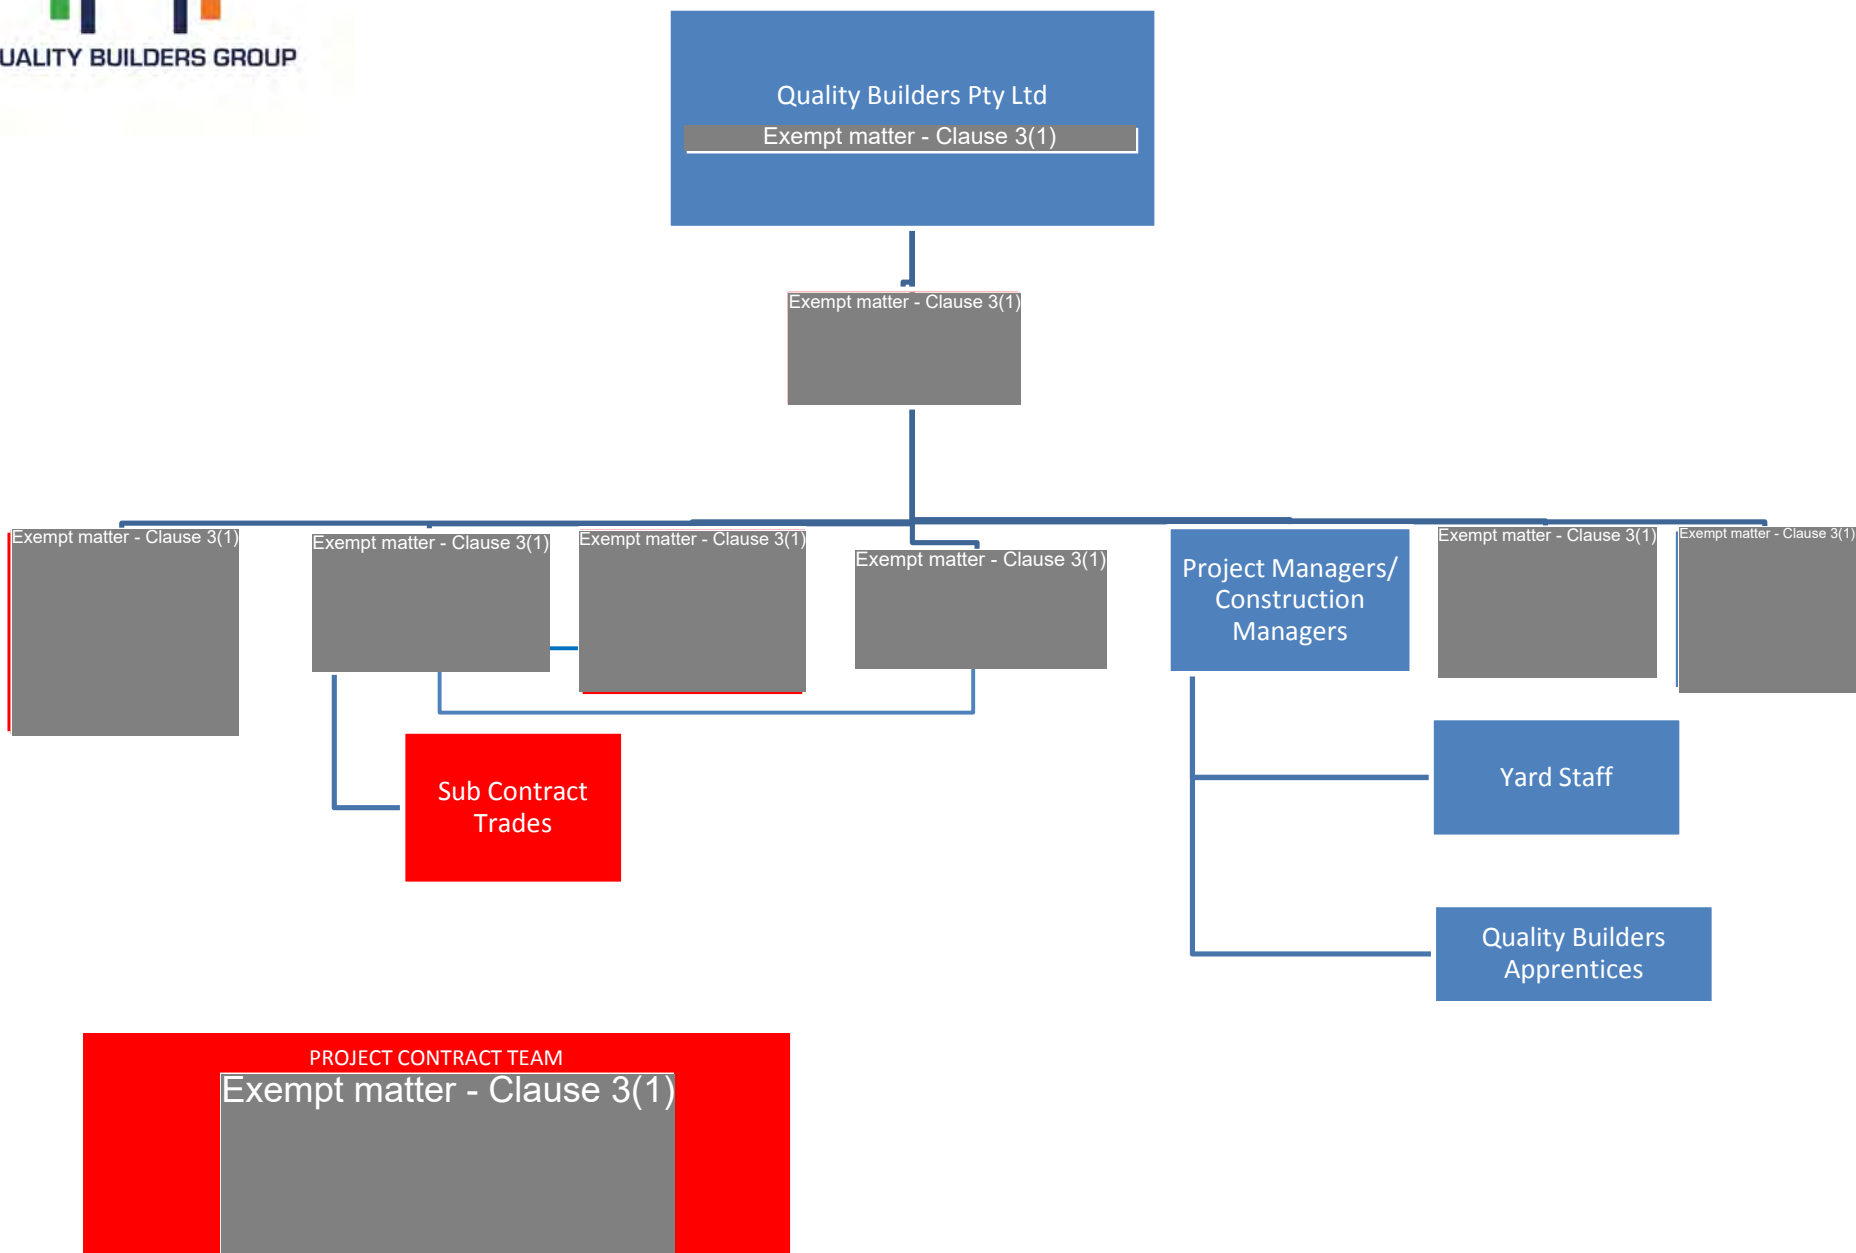 UALITY BUILDERS GROUP
Quality Builders Pty Ltd
Exempt matter - Clause 3(1)
Exempt matter - Clause 3(1)
Exempt matter - Clause 3(1)
Exempt matter - Clause 3(1)
Exempt matter - Clause 3(1)
Exempt matter - Clause 3(1)
Project Managers/
Construction
Managers
Exempt matter - Clause 3(1)
Exempt matter - Clause 3(1)
Sub Contract
Trades
Yard Staff
Quality Builders
Apprentices
PROJECT CONTRACT TEAM
Exempt matter - Clause 3(1)